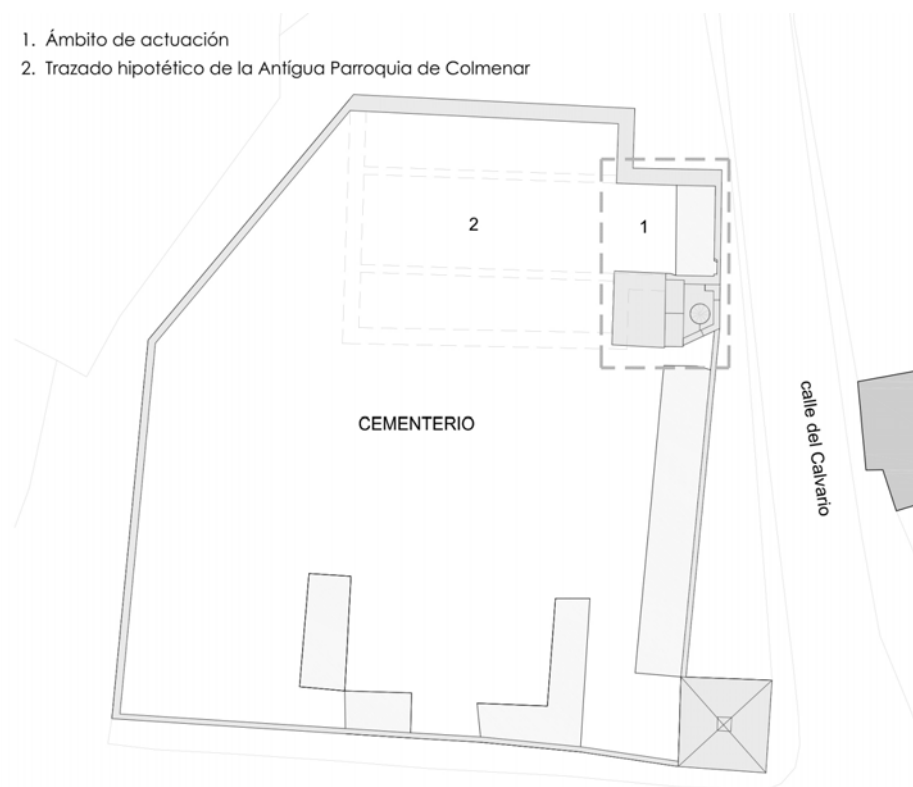 1. Ámbito de actuación
2. Trazado hipotético de la Antígua Parroquia de Colmenar
2
1
CEMENTERIO
calle del Calvario